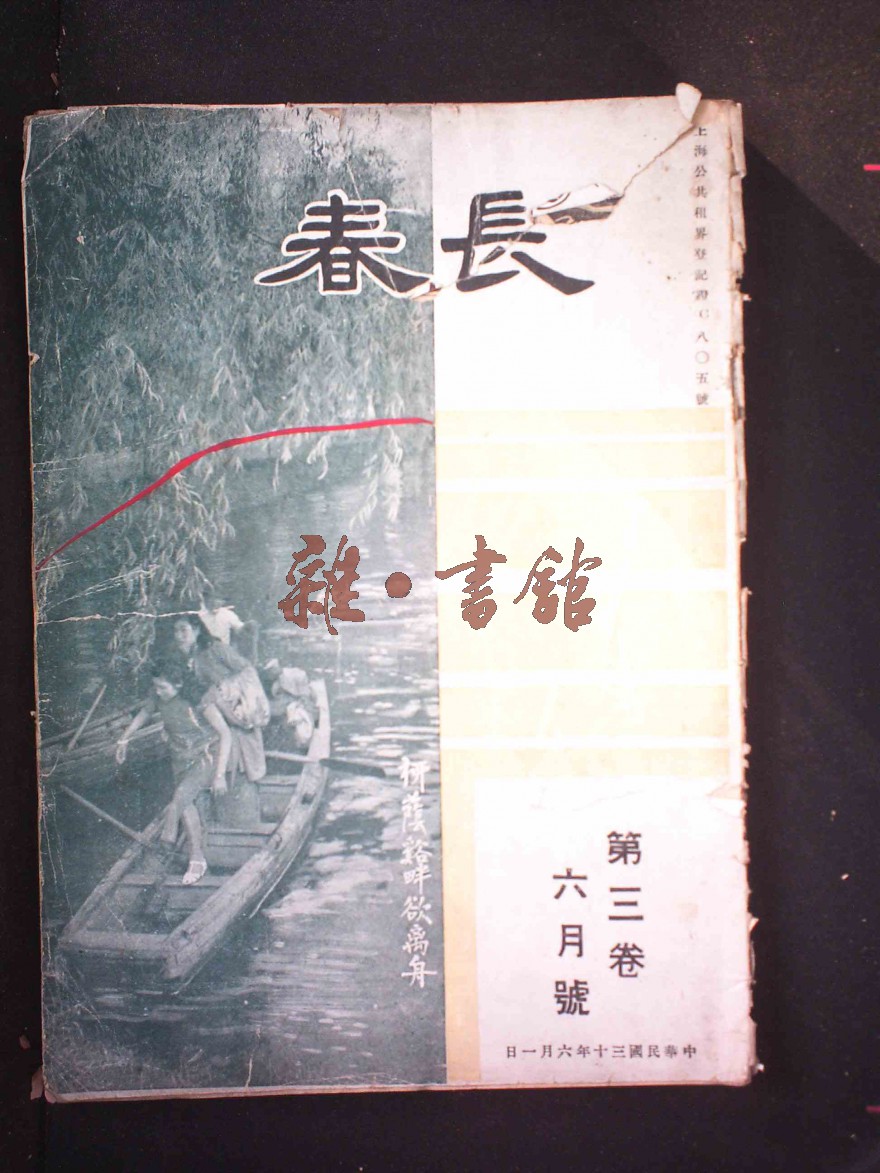 上海公共租界登記證C八〇五號
長春
雜·書館
柳蔭谿畔欲离舟
第三卷
六月號
中華民國三十年六月一日